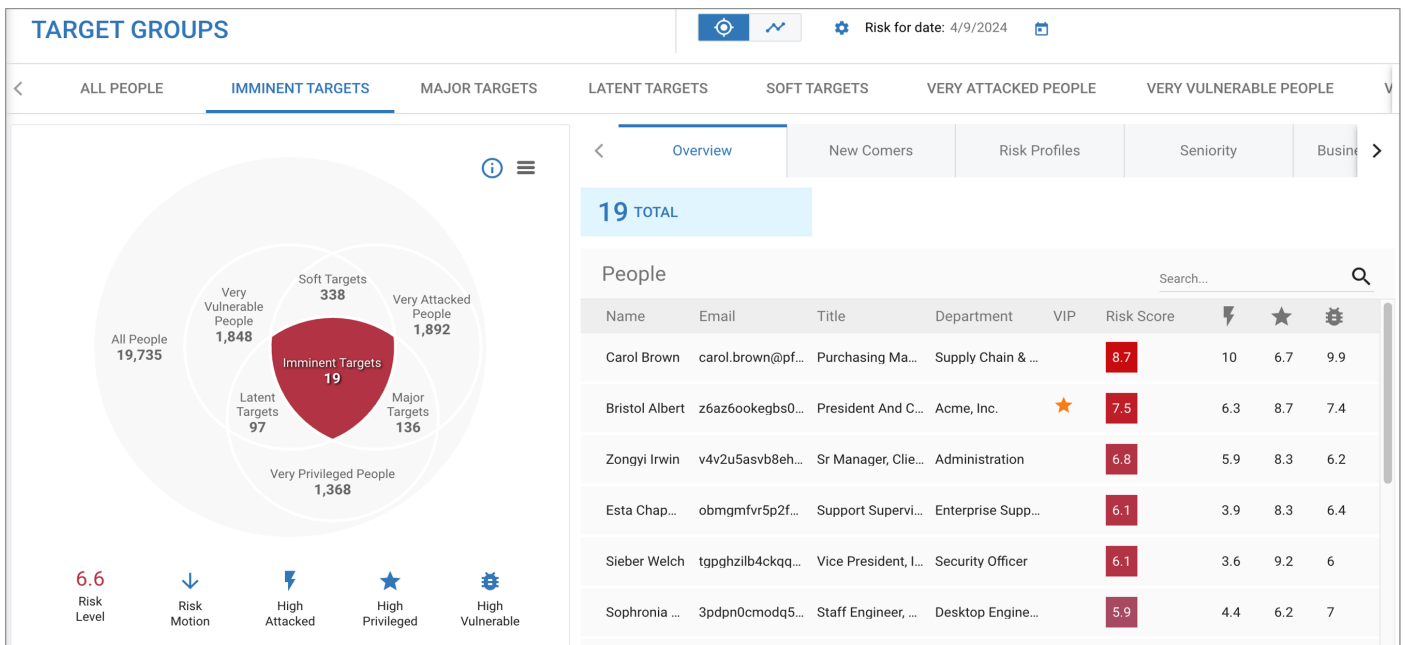 TARGET GROUPS
Risk for date: 4/9/2024
ALL PEOPLE
IMMINENT TARGETS
MAJOR TARGETS
LATENT TARGETS
SOFT TARGETS
VERY ATTACKED PEOPLE
VERY VULNERABLE PEOPLE
V
Soft Targets
338
Very
Vulnerable
People
1,848
Very Attacked
People
1,892
All People
19,735
Imminent Targets
19
Latent
Targets
97
Major
Targets
136
Very Privileged People
1,368
6.6
Risk
Level
Risk
Motion
High
Attacked
High
Privileged
High
Vulnerable
Overview
New Comers
Risk Profiles
Seniority
Busine
19 TOTAL
People
Search...
Name Email Title Department VIP Risk Score
Carol Brown carol.brown@pf... Purchasing Ma... Supply Chain & ... 8.7 10 6.7 9.9
Bristol Albert z6az6ookegbs0... President And C... Acme, Inc. 7.5 6.3 8.7 7.4
Zongyi Irwin v4v2u5asvb8eh... Sr Manager, Clie... Administration 6.8 5.9 8.3 6.2
Esta Chap... obmgmfvr5p2f... Support Supervi... Enterprise Supp... 6.1 3.9 8.3 6.4
Sieber Welch tgpghzilb4ckqq... Vice President, I... Security Officer 6.1 3.6 9.2 6
Sophronia ... 3pdpn0cmodq5... Staff Engineer, ... Desktop Engine... 5.9 4.4 6.2 7